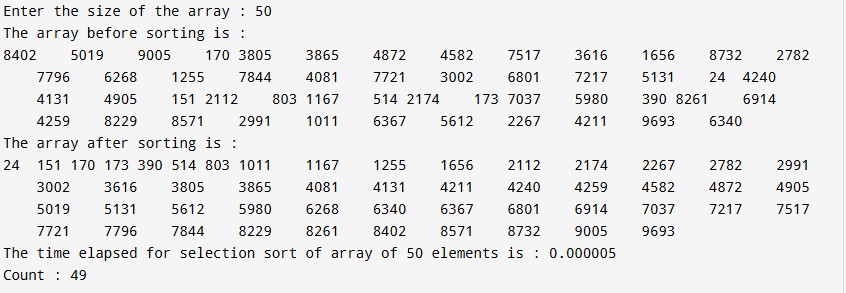 Enter the size of the array : 50
The array before sorting is :
8402 5019 9005 170 3805 3865 4872 4582 7517 3616 1656 8732 2782
7796 6268 1255 7844 4081 7721 3002 6801 7217 5131 24 4240
4131 4905 151 2112 803 1167 514 2174 173 7037 5980 390 8261 6914
4259 8229 8571 2991 1011 6367 5612 2267 4211 9693 6340
The array after sorting is :
24 151 170 173 390 514 803 1011 1167 1255 1656 2112 2174 2267 2782 2991
3002 3616 3805 3865 4081 4131 4211 4240 4259 4582 4872 4905
5019 5131 5612 5980 6268 6340 6367 6801 6914 7037 7217 7517
7721 7796 7844 8229 8261 8402 8571 8732 9005 9693
The time elapsed for selection sort of array of 50 elements is : 0.000005
Count : 49